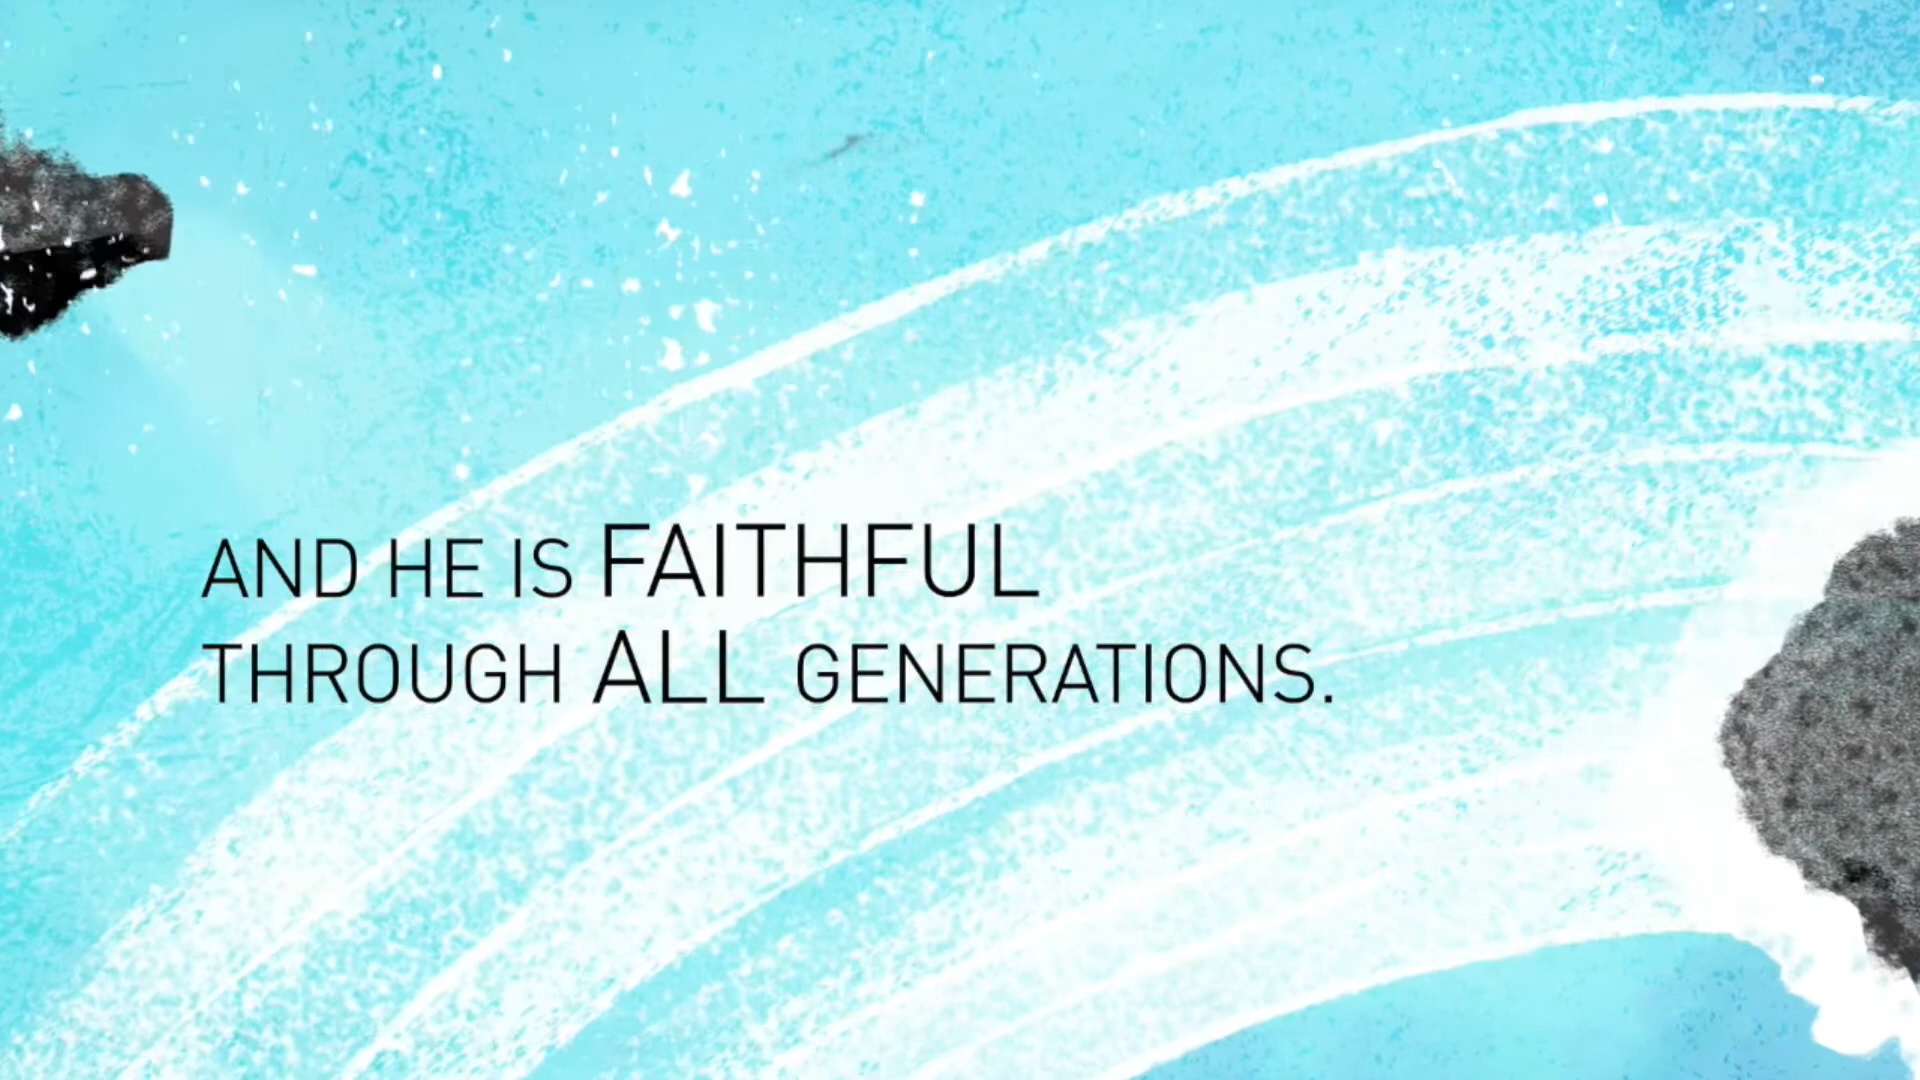 AND HE IS FAITHFUL
THROUGH ALL GENERATIONS.